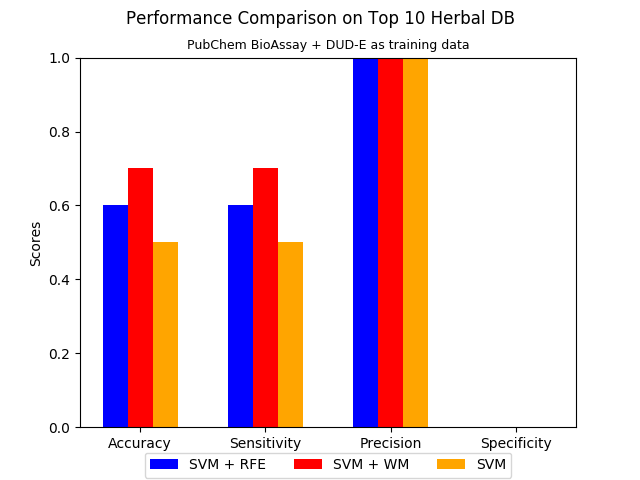 Performance Comparison on Top 10 Herbal DB
PubChem BioAssay + DUD-E as training data
1.0
0.8
0.6
0.4
0.2
0.0
Scores
Accuracy Sensitivity Precision Specificity
SVM + RFE SVM + WM SVM